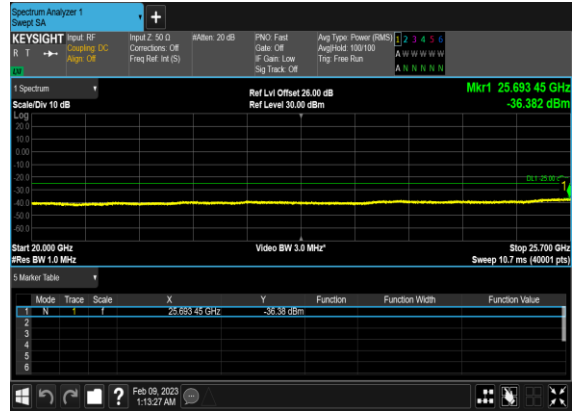 Spectrum Analyzer 1
Swept SA
+
KEYSIGHT Input: RF Input Z: 50 Ω #Atten: 20 dB PNO: Fast Avg Type: Power (RMS) 1 2 3 4 5 6
R T Coupling: DC Corrections: Off Gate: Off Avg|Hold: 100/100 A W W W W W
Align: Off Freq Ref: Int (S) IF Gain: Low Trig: Free Run
Sig Track: Off A N N N N N
1 Spectrum Ref Lvl Offset 26.00 dB Mkr1 25.693 45 GHz
Scale/Div 10 dB Ref Level 30.00 dBm -36.382 dBm
Log
20.0
10.0
0.00
-10.0
-20.0
DL1 -25.00
-30.0
1
-40.0
-50.0
-60.0
Start 20.000 GHz Video BW 3.0 MHz* Stop 25.700 GHz
#Res BW 1.0 MHz Sweep 10.7 ms (40001 pts)
5 Marker Table
Mode Trace Scale X Y Function Function Width Function Value
1 N 1 f 25.693 45 GHz -36.38 dBm
2
3
4
5
6
? Feb 09, 2023
1:13:27 AM